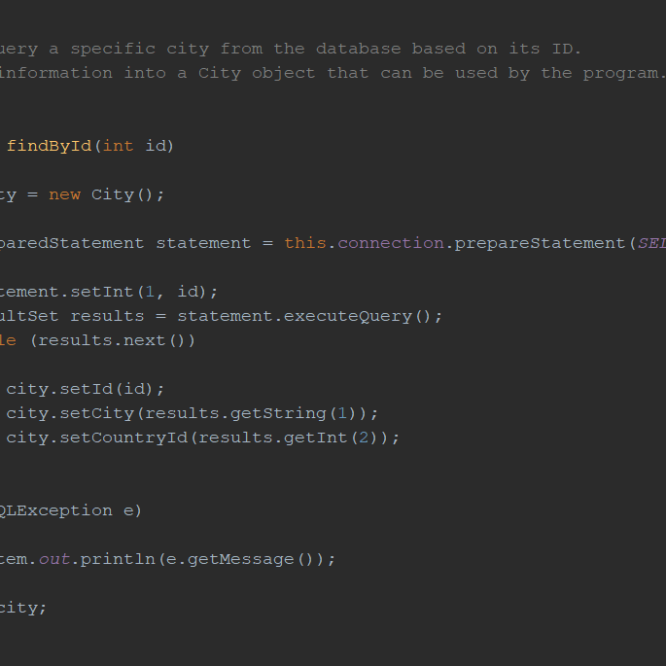 uery a specific city from the database based on its ID.
information into a City object that can be used by the program.
findById(int id)
ty = new City();
paredStatement statement = this.connection.prepareStatement(SEL
tement.setInt(1, id);
ultSet results = statement.executeQuery();
le (results.next())
city.setId(id);
city.setCity(results.getString(1));
city.setCountryId(results.getInt(2));
QLException e)
tem.out.println(e.getMessage());
city;